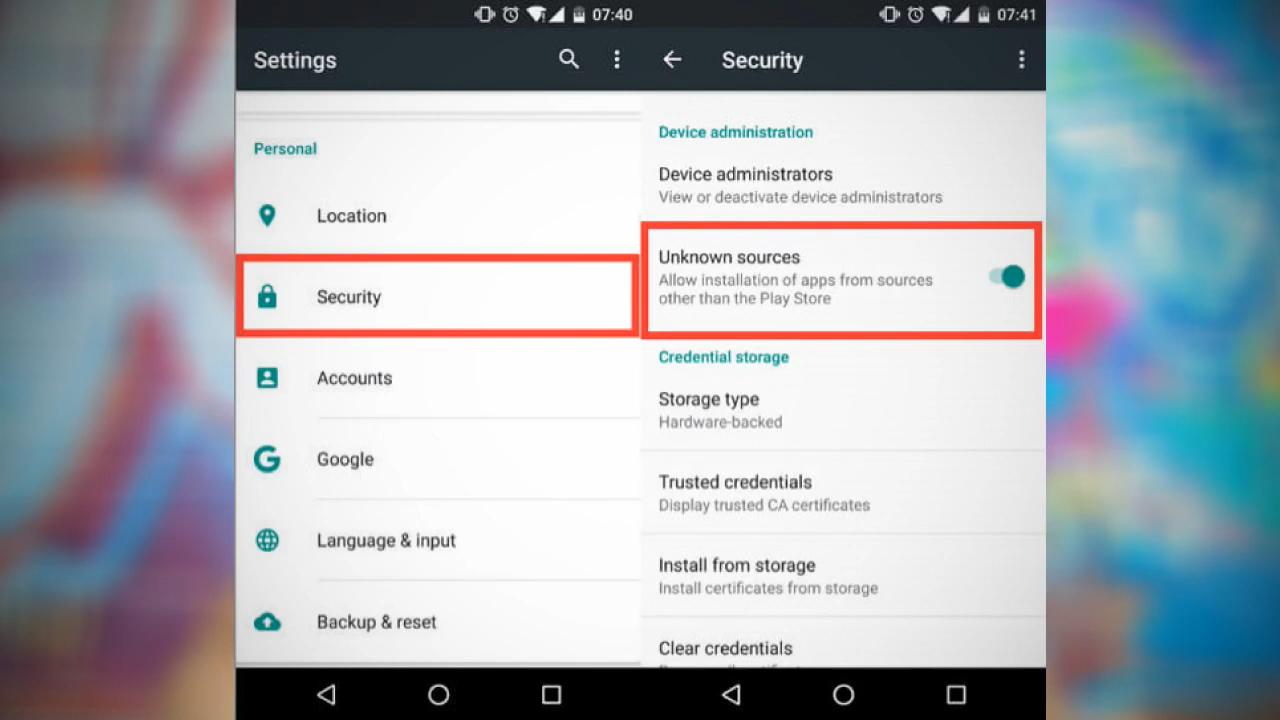 07:40
Settings
Personal
Location
Security
Accounts
Google
Language & input
Backup & reset
07:41
Security
Device administration
Device administrators
View or deactivate device administrators
Unknown sources
Allow installation of apps from sources
other than the Play Store
Credential storage
Storage type
Hardware-backed
Trusted credentials
Display trusted CA certificates
Install from storage
Install certificates from storage
Clear credentials